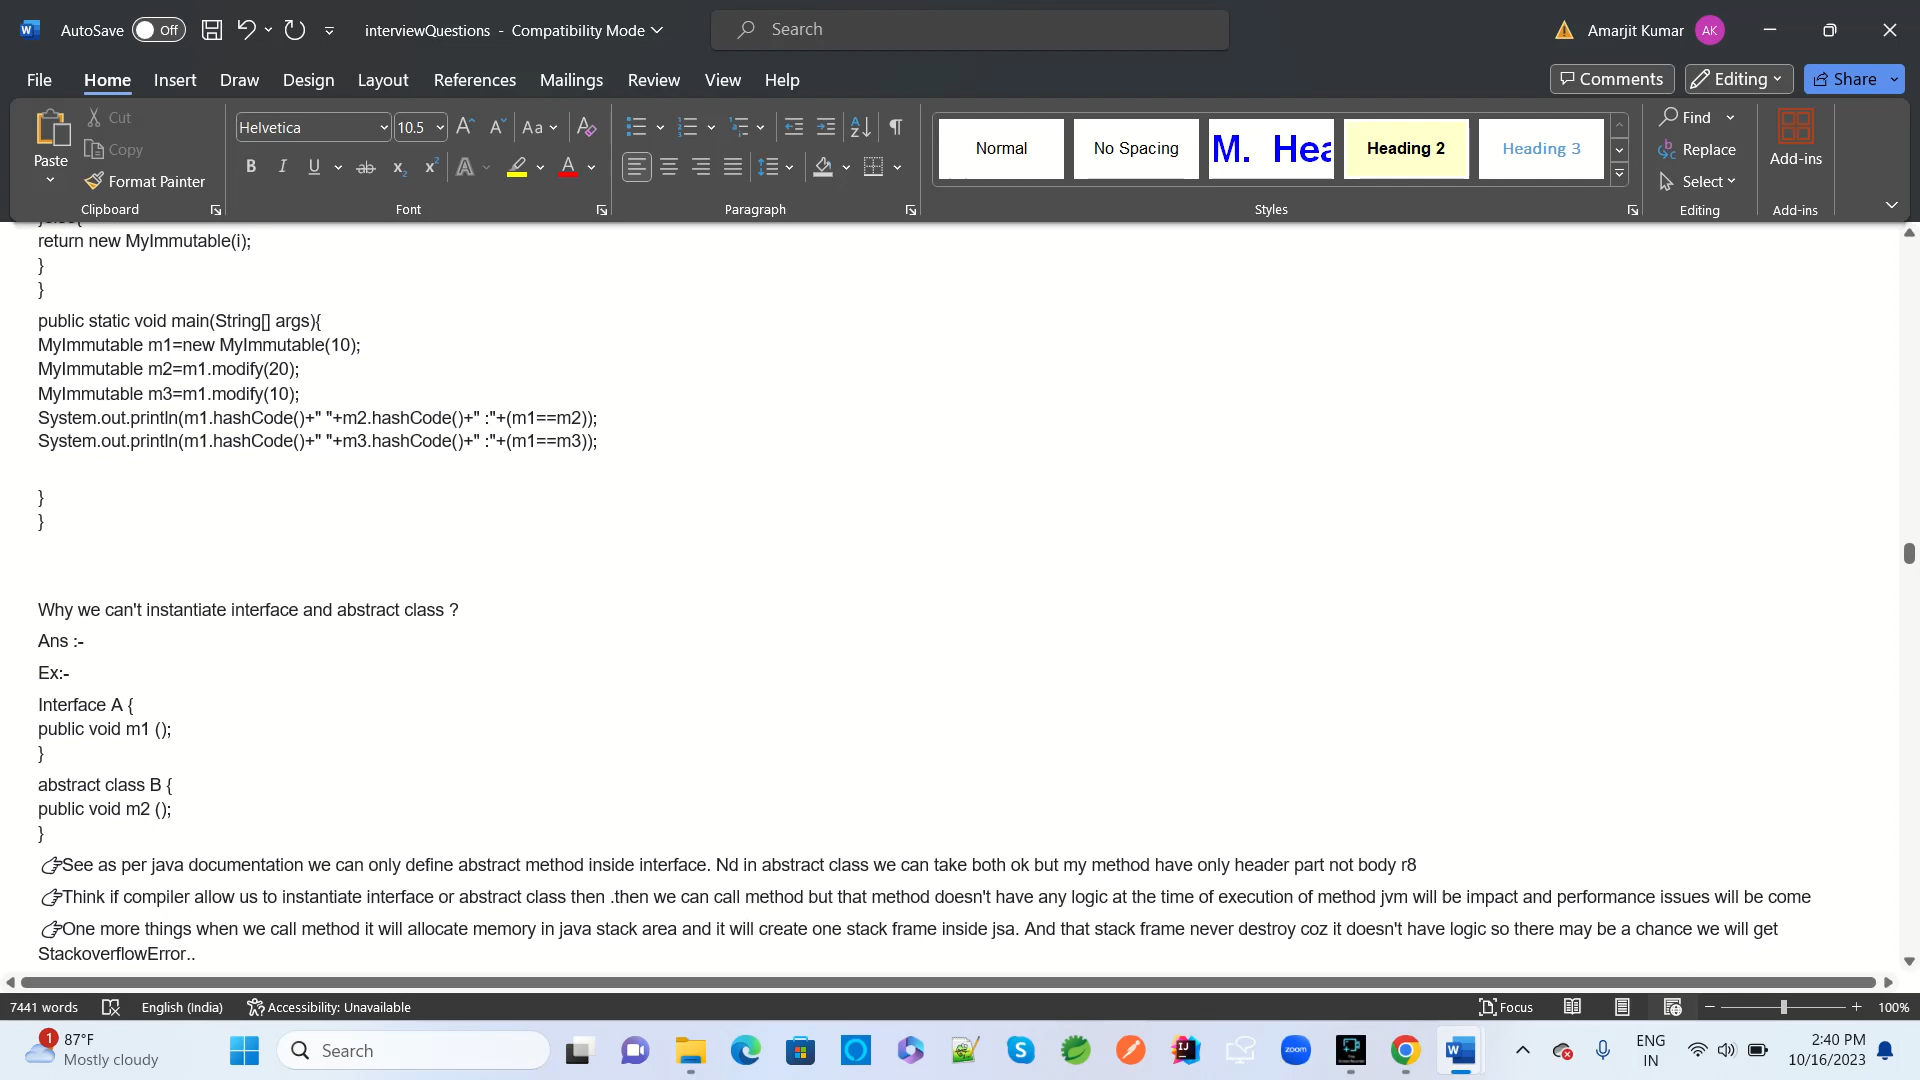 AutoSave Off interviewQuestions - Compatibility Mode Search Amarjit Kumar AK
File Home Insert Draw Design Layout References Mailings Review View Help Comments Editing Share
Paste Cut Copy Format Painter Clipboard
Helvetica 10.5 Font
Paragraph
Normal No Spacing M. Hea Heading 2 Heading 3 Styles
Find Replace Select Editing
Add-ins Add-ins
return new MyImmutable(i);
}
}
public static void main(String[] args){
MyImmutable m1=new MyImmutable(10);
MyImmutable m2=m1.modify(20);
MyImmutable m3=m1.modify(10);
System.out.println(m1.hashCode()+" "+m2.hashCode()+" :"+(m1==m2));
System.out.println(m1.hashCode()+" "+m3.hashCode()+" :"+(m1==m3));
}
}
Why we can't instantiate interface and abstract class ?
Ans :-
Ex:-
Interface A {
public void m1 ();
}
abstract class B {
public void m2 ();
}
👉See as per java documentation we can only define abstract method inside interface. Nd in abstract class we can take both ok but my method have only header part not body r8
👉Think if compiler allow us to instantiate interface or abstract class then .then we can call method but that method doesn't have any logic at the time of execution of method jvm will be impact and performance issues will be come
👉One more things when we call method it will allocate memory in java stack area and it will create one stack frame inside jsa. And that stack frame never destroy coz it doesn't have logic so there may be a chance we will get
StackoverflowError..
7441 words English (India) Accessibility: Unavailable Focus 100%
1 87°F Mostly cloudy Search zoom ENG IN 2:40 PM 10/16/2023